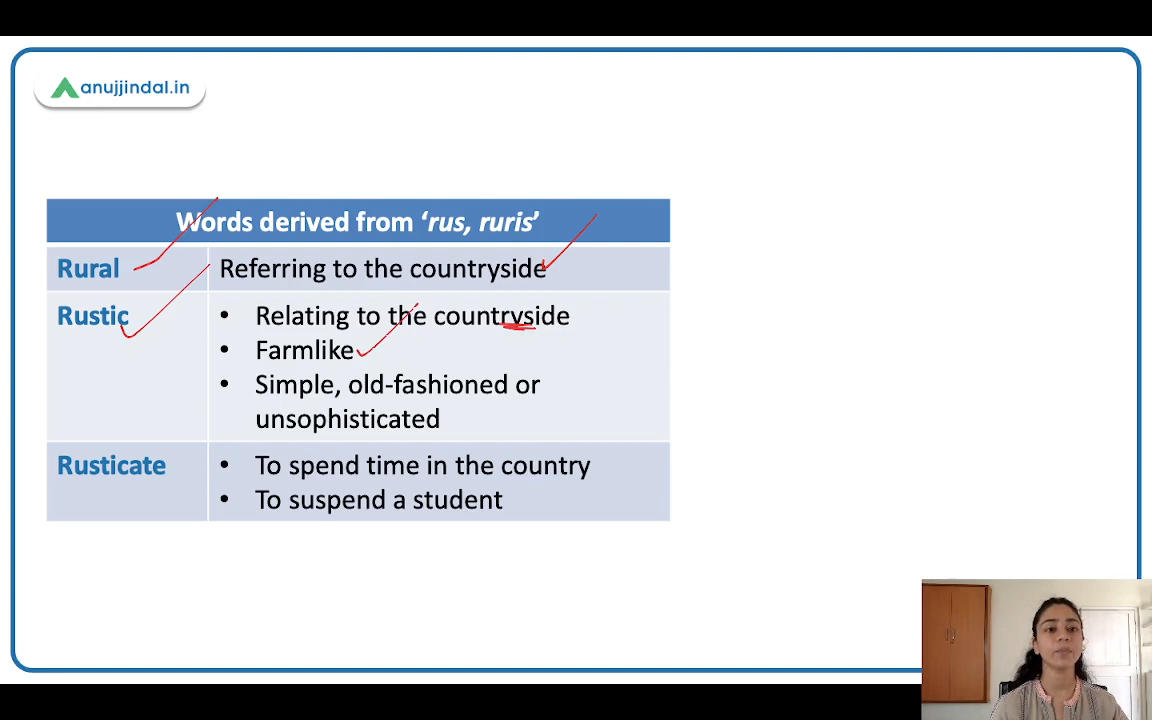 anujjindal.in
Words derived from ‘rus, ruris’
Rural
Referring to the countryside
Rustic
• Relating to the countryside
• Farmlike
• Simple, old-fashioned or
unsophisticated
Rusticate
• To spend time in the country
• To suspend a student